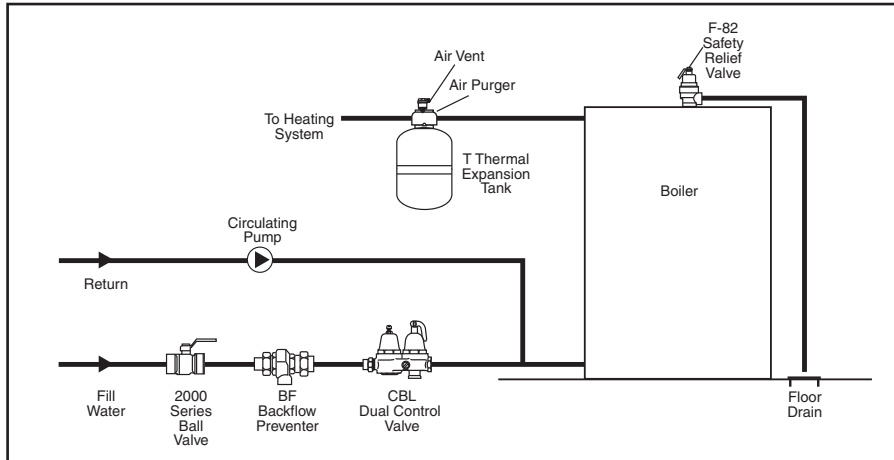 F-82
Safety
Relief
Valve
Air Vent
Air Purger
To Heating
System
T Thermal
Expansion
Tank
Boiler
Circulating
Pump
Return
Fill
Water
2000
Series
Ball
Valve
BF
Backflow
Preventer
CBL
Dual Control
Valve
Floor
Drain